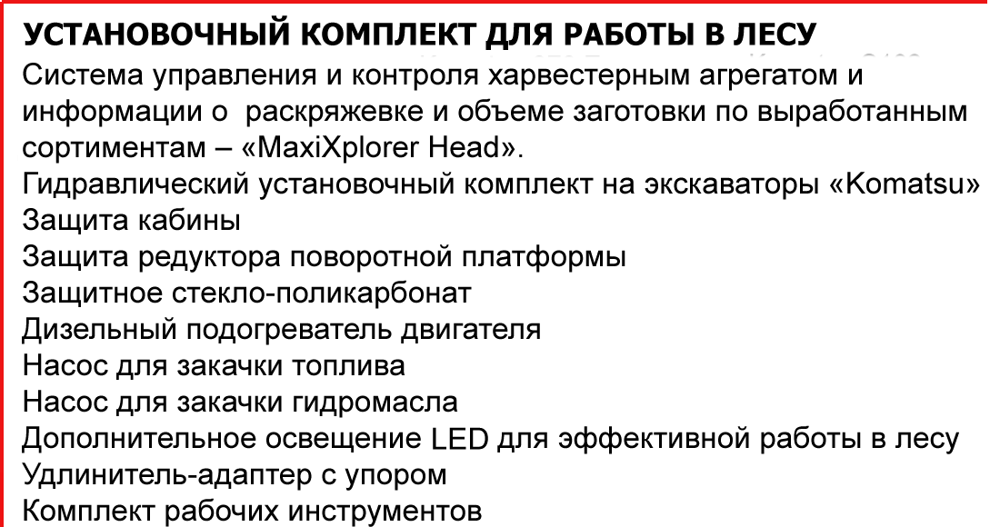 УСТАНОВОЧНЫЙ КОМПЛЕКТ ДЛЯ РАБОТЫ В ЛЕСУ
Система управления и контроля харвестерным агрегатом и
информации о раскряжевке и объеме заготовки по выработанным
сортиментам – «MaxiXplorer Head».
Гидравлический установочный комплект на экскаваторы «Komatsu»
Защита кабины
Защита редуктора поворотной платформы
Защитное стекло-поликарбонат
Дизельный подогреватель двигателя
Насос для закачки топлива
Насос для закачки гидромасла
Дополнительное освещение LED для эффективной работы в лесу
Удлинитель-адаптер с упором
Комплект рабочих инструментов